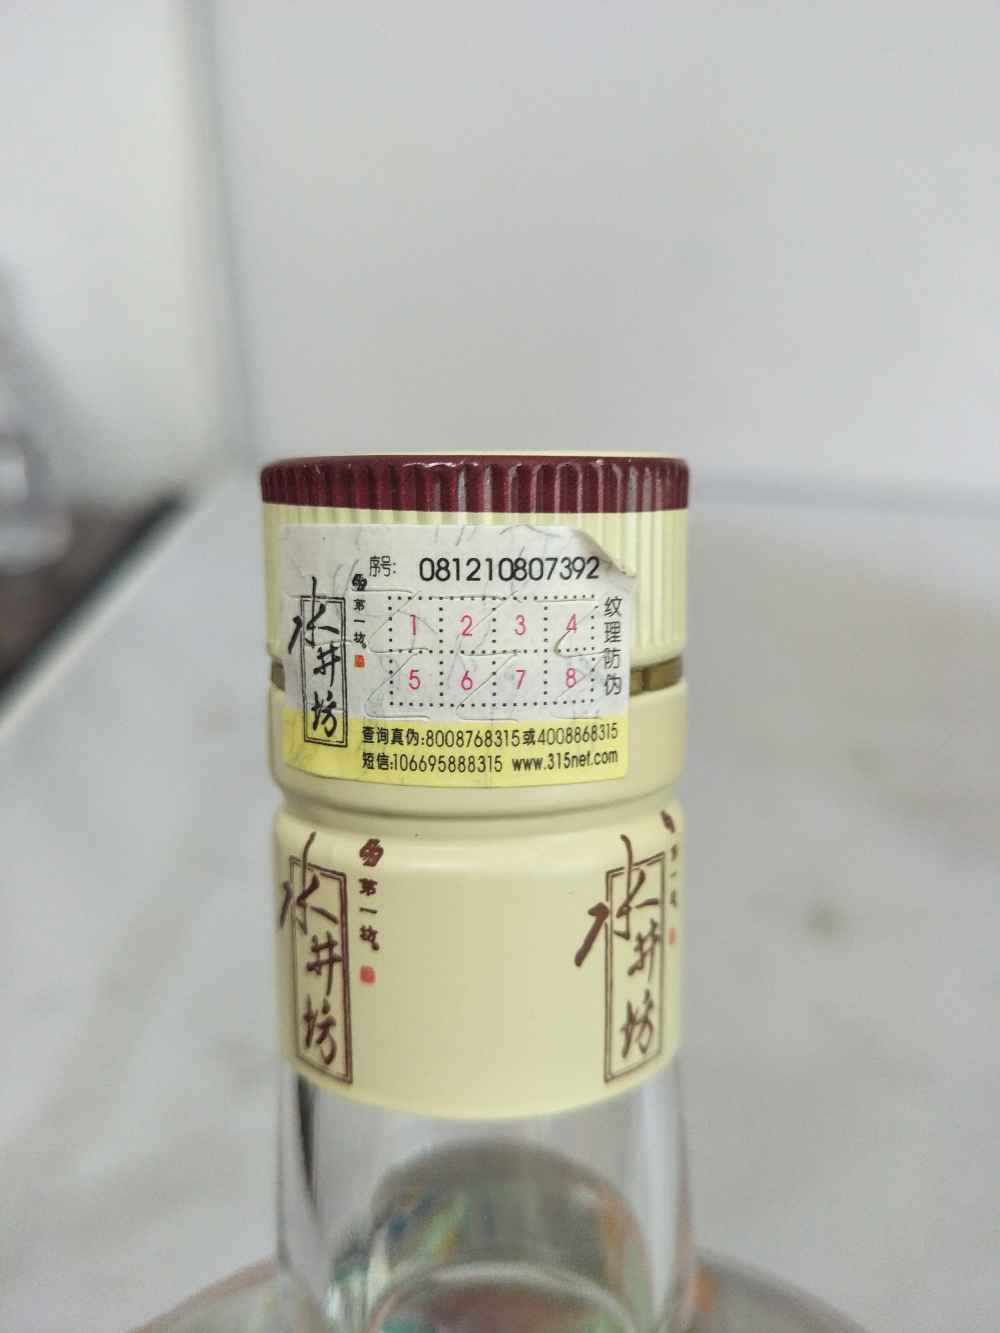 序号: 081210807392
水井坊
第一坊
1 2 3 4
5 6 7 8
纹理防伪
查询真伪:8008768315或4008868315
短信:106695888315 www.315net.com
水井坊
第一坊
水井坊